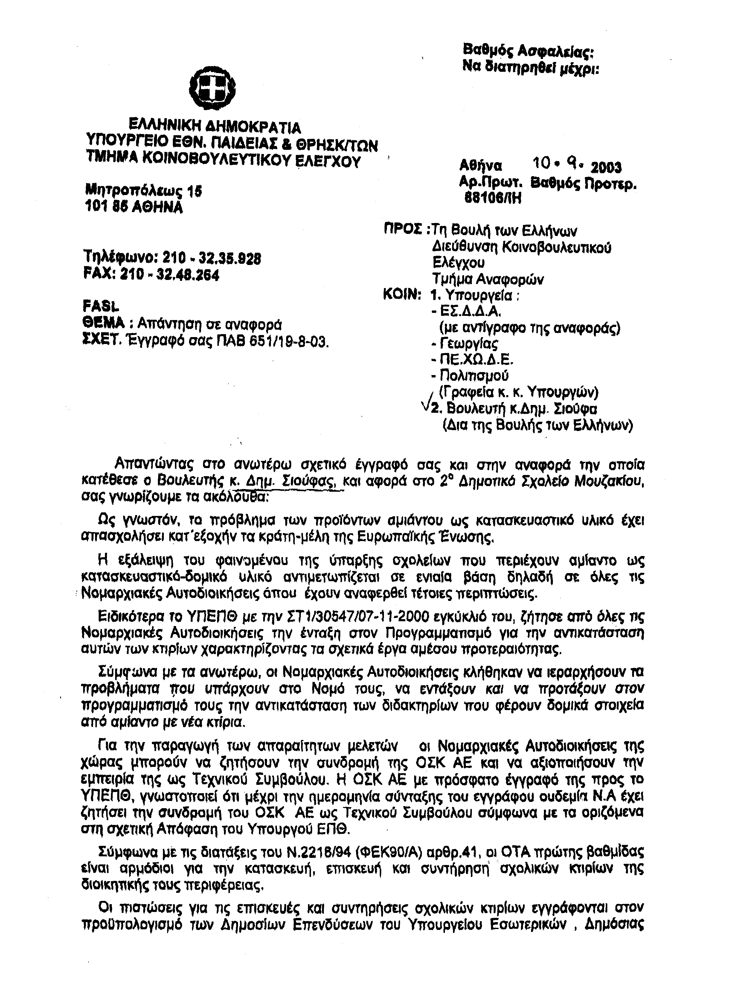 Βαθμός Ασφαλείας:
Να διατηρηθεί μέχρι:
ΕΛΛΗΝΙΚΗ ΔΗΜΟΚΡΑΤΙΑ
ΥΠΟΥΡΓΕΙΟ ΕΘΝ. ΠΑΙΔΕΙΑΣ & ΘΡΗΣΚ/ΤΩΝ
ΤΜΗΜΑ ΚΟΙΝΟΒΟΥΛΕΥΤΙΚΟΥ ΕΛΕΓΧΟΥ
Αθήνα 10. 9. 2003
Αρ.Πρωτ. Βαθμός Προτερ.
88106/ΙΗ
Μητροπόλεως 15
101 85 ΑΘΗΝΑ
Τηλέφωνο: 210 - 32.35.928
FAX: 210 - 32.48.264
FASL
ΘΕΜΑ : Απάντηση σε αναφορά
ΣΧΕΤ. Έγγραφό σας ΠΑΒ 651/19-8-03.
ΠΡΟΣ :Τη Βουλή των Ελλήνων
Διεύθυνση Κοινοβουλευτικού
Ελέγχου
Τμήμα Αναφορών
ΚΟΙΝ: 1. Υπουργεία :
- ΕΣ.Δ.Δ.Α.
(με αντίγραφο της αναφοράς)
- Γεωργίας
- ΠΕ.ΧΩ.Δ.Ε.
- Πολιτισμού
(Γραφεία κ. κ. Υπουργών)
√2. Βουλευτή κ.Δημ. Σιούφα
(Δια της Βουλής των Ελλήνων)
Απαντώντας στο ανωτέρω σχετικό έγγραφό σας και στην αναφορά την οποία
κατέθεσε ο Βουλευτής κ. Δημ. Σιούφας, και αφορά στο 2º Δημοτικό Σχολείο Μουζακίου,
σας γνωρίζουμε τα ακόλουθα:
Ως γνωστόν, το πρόβλημα των προϊόντων αμιάντου ως κατασκευαστικό υλικό έχει
απασχολήσει κατ΄εξοχήν τα κράτη-μέλη της Ευρωπαϊκής Ένωσης.
Η εξάλειψη του φαινομένου της ύπαρξης σχολείων που περιέχουν αμίαντο ως
κατασκευαστικό-δομικό υλικό αντιμετωπίζεται σε ενιαία βάση δηλαδή σε όλες τις
Νομαρχιακές Αυτοδιοικήσεις όπου έχουν αναφερθεί τέτοιες περιπτώσεις.
Ειδικότερα το ΥΠΕΠΘ με την ΣΤ1/30547/07-11-2000 εγκύκλιό του, ζήτησε από όλες τις
Νομαρχιακές Αυτοδιοικήσεις την ένταξη στον Προγραμματισμό για την αντικατάσταση
αυτών των κτιρίων χαρακτηρίζοντας τα σχετικά έργα αμέσου προτεραιότητας.
Σύμφωνα με τα ανωτέρω, οι Νομαρχιακές Αυτοδιοικήσεις κλήθηκαν να ιεραρχήσουν τα
προβλήματα που υπάρχουν στο Νομό τους, να εντάξουν και να προτάξουν στον
προγραμματισμό τους την αντικατάσταση των διδακτηρίων που φέρουν δομικά στοιχεία
από αμίαντο με νέα κτίρια.
Για την παραγωγή των απαραίτητων μελετών οι Νομαρχιακές Αυτοδιοικήσεις της
χώρας μπορούν να ζητήσουν την συνδρομή της ΟΣΚ ΑΕ και να αξιοποιήσουν την
εμπειρία της ως Τεχνικού Συμβούλου. Η ΟΣΚ ΑΕ με πρόσφατο έγγραφό της προς το
ΥΠΕΠΘ, γνωστοποιεί ότι μέχρι την ημερομηνία σύνταξης του εγγράφου ουδεμία Ν.Α έχει
ζητήσει την συνδρομή του ΟΣΚ ΑΕ ως Τεχνικού Συμβούλου σύμφωνα με τα οριζόμενα
στη σχετική Απόφαση του Υπουργού ΕΠΘ.
Σύμφωνα με τις διατάξεις του Ν.2218/94 (ΦΕΚ90/Α) αρθρ.41, οι ΟΤΑ πρώτης βαθμίδας
είναι αρμόδιοι για την κατασκευή, επισκευή και συντήρηση σχολικών κτιρίων της
διοικητικής τους περιφέρειας.
Οι πιστώσεις για τις επισκευές και συντηρήσεις σχολικών κτιρίων εγγράφονται στον
προϋπολογισμό των Δημοσίων Επενδύσεων του Υπουργείου Εσωτερικών , Δημόσιας